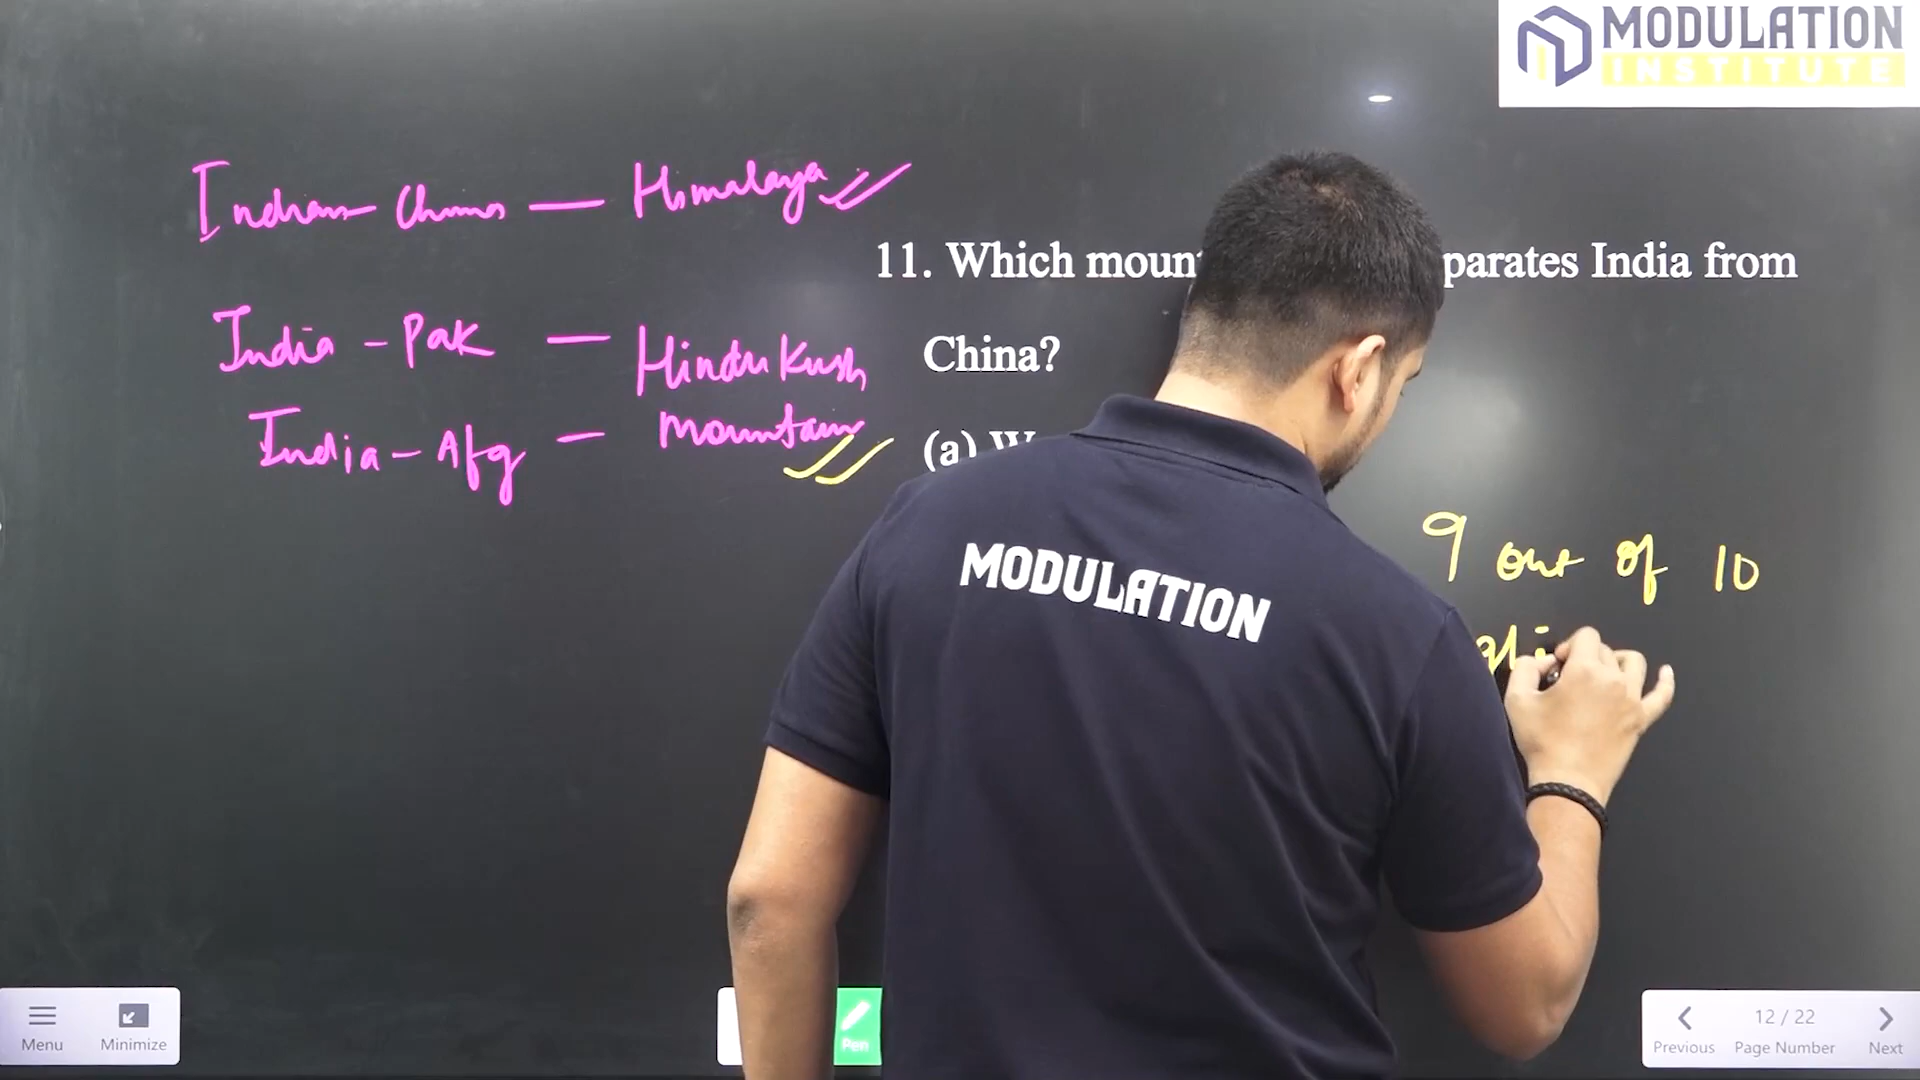 MODULATION
INSTITUTE
Indian China — Himalaya
11. Which parates India from
India - Pak — Hindu Kush
China?
India - Afg — mountain
(a)
9 out of 10
MODULATION
Menu
Minimize
Pen
Previous
12 / 22
Page Number
Next